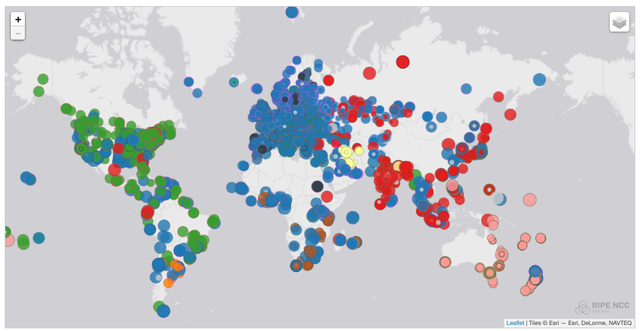 +
−
RIPE NCC
Leaflet | Tiles © Esri — Esri, DeLorme, NAVTEQ